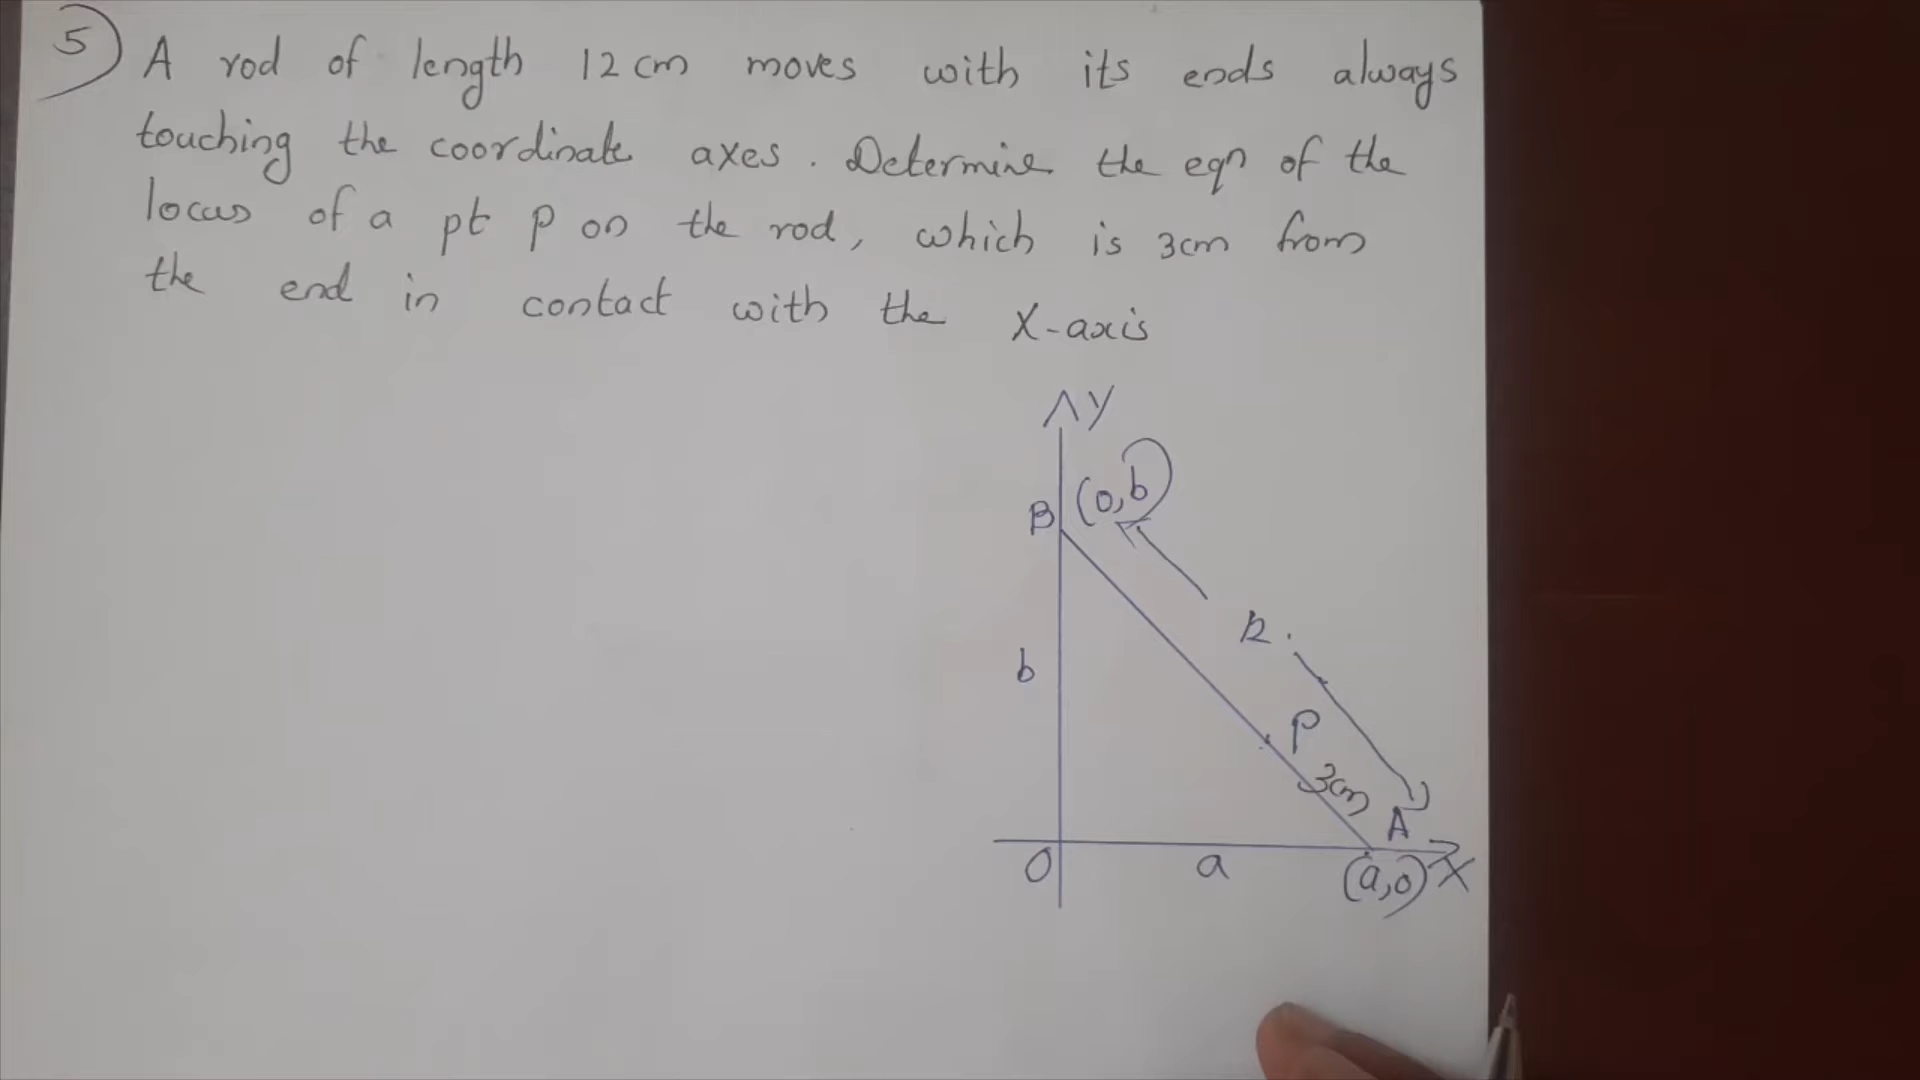 5) A rod of length 12 cm moves with its ends always
touching the coordinate axes. Determine the eqn of the
locus of a pt P on the rod, which is 3cm from
the end in contact with the X-axis
Y
B (0,b)
12
b
P
3cm
A
O a (a,0) X